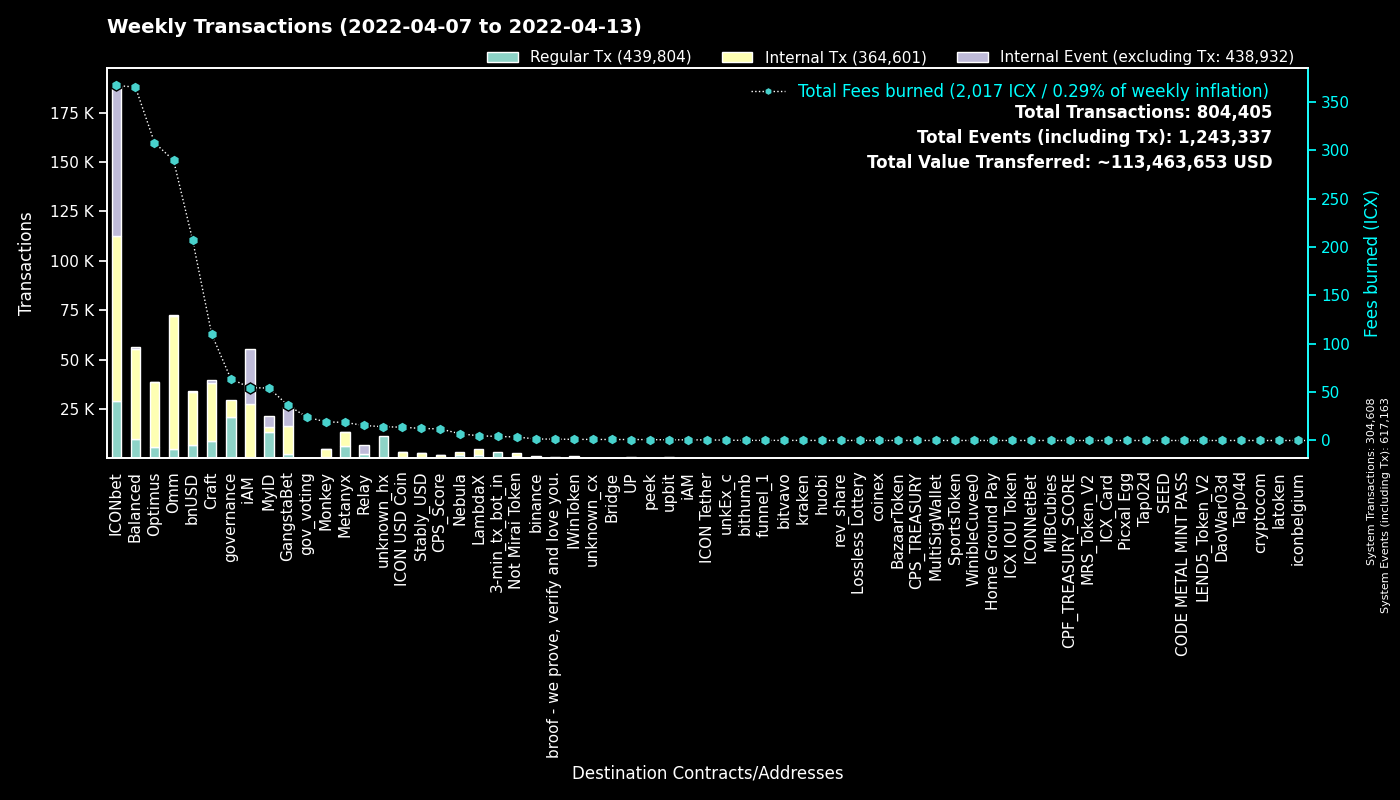 Weekly Transactions (2022-04-07 to 2022-04-13)
Regular Tx (439,804)
Internal Tx (364,601)
Internal Event (excluding Tx: 438,932)
Total Fees burned (2,017 ICX / 0.29% of weekly inflation)
Total Transactions: 804,405
Total Events (including Tx): 1,243,337
Total Value Transferred: ~113,463,653 USD
Transactions
175 K
150 K
125 K
100 K
75 K
50 K
25 K
350
300
250
200
150
100
50
0
Fees burned (ICX)
System Transactions: 304,608
System Events (including Tx): 617,163
ICONbet
Balanced
Optimus
Omm
bnUSD
Craft
governance
iAM
MyID
GangstaBet
gov_voting
Monkey
Metanyx
Relay
unknown_hx
ICON USD Coin
Stably_USD
CPS_Score
Nebula
LambdaX
3-min_tx_bot_in
Not Mira Token
binance
broof - we prove, verify and love you.
IWinToken
unknown_cx
Bridge
UP
peek
upbit
iAM
ICON Tether
unkEx_c
bithumb
funnel_1
bitvavo
kraken
huobi
rev_share
Lossless Lottery
coinex
BazaarToken
CPS_TREASURY
MultiSigWallet
SportsToken
WinibleCuvee0
Home Ground Pay
ICX IOU Token
ICONNetBet
MIBCubies
CPF_TREASURY_SCORE
MRS_Token_V2
ICX_Card
Picxal Egg
Tap02d
SEED
CODE METAL MINT PASS
LEND5_Token_V2
DaoWar03d
Tap04d
cryptocom
latoken
iconbelgium
Destination Contracts/Addresses